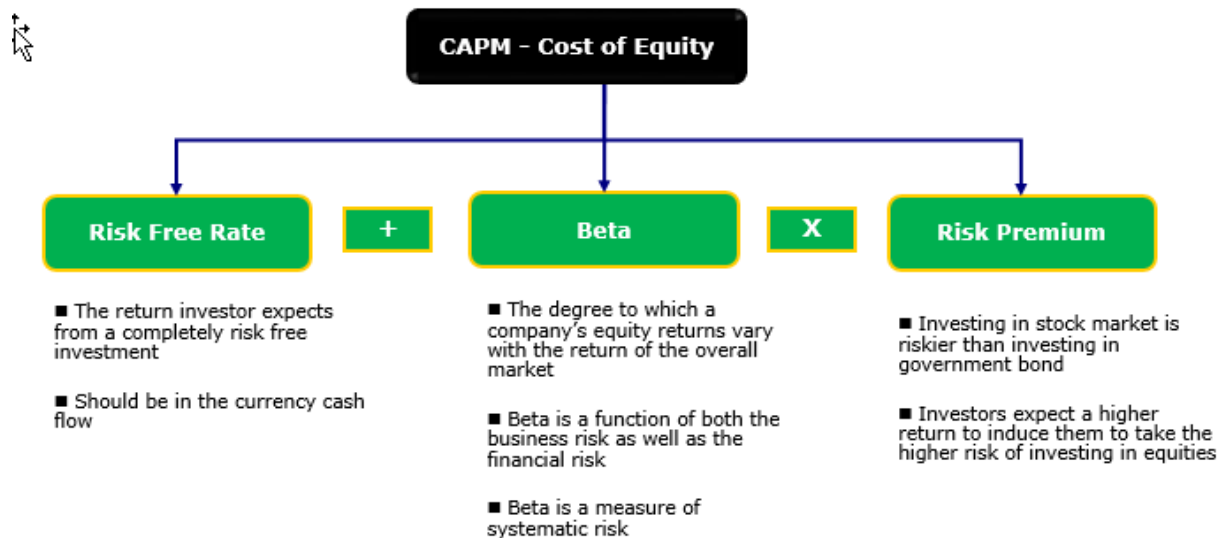 CAPM - Cost of Equity
Risk Free Rate
+
Beta
X
Risk Premium
■ The return investor expects
from a completely risk free
investment
■ Should be in the currency cash
flow
■ The degree to which a
company's equity returns vary
with the return of the overall
market
■ Beta is a function of both the
business risk as well as the
financial risk
■ Beta is a measure of
systematic risk
■ Investing in stock market is
riskier than investing in
government bond
■ Investors expect a higher
return to induce them to take the
higher risk of investing in equities